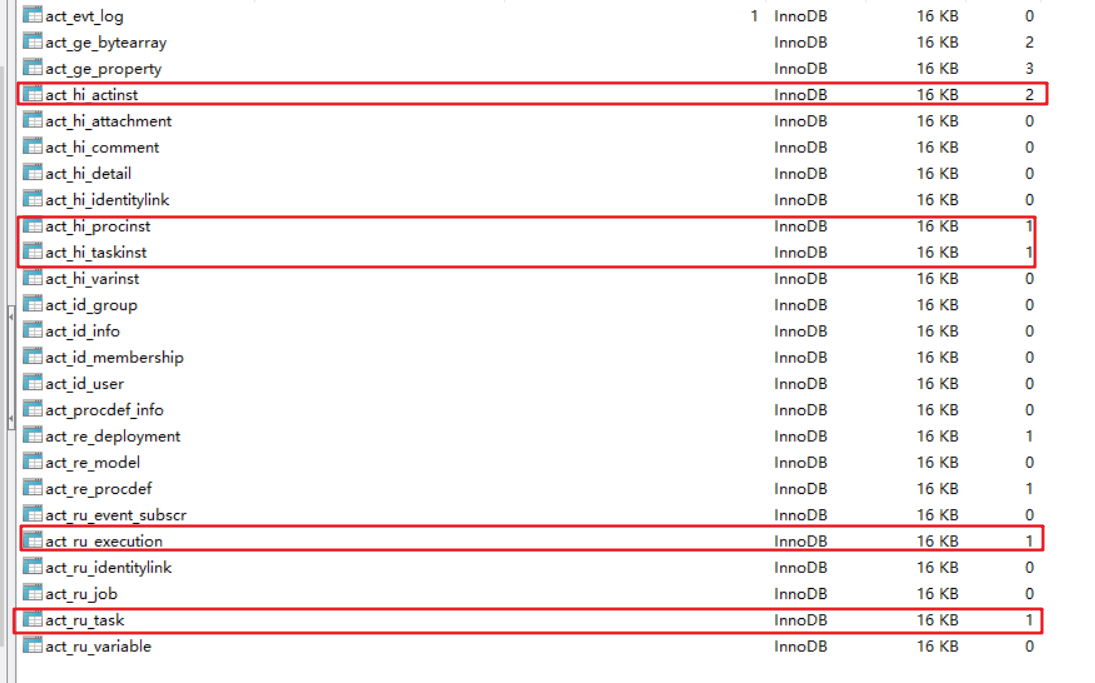 act_evt_log 1 InnoDB 16 KB 0
act_ge_bytearray InnoDB 16 KB 2
act_ge_property InnoDB 16 KB 3
act_hi_actinst InnoDB 16 KB 2
act_hi_attachment InnoDB 16 KB 0
act_hi_comment InnoDB 16 KB 0
act_hi_detail InnoDB 16 KB 0
act_hi_identitylink InnoDB 16 KB 0
act_hi_procinst InnoDB 16 KB 1
act_hi_taskinst InnoDB 16 KB 1
act_hi_varinst InnoDB 16 KB 0
act_id_group InnoDB 16 KB 0
act_id_info InnoDB 16 KB 0
act_id_membership InnoDB 16 KB 0
act_id_user InnoDB 16 KB 0
act_procdef_info InnoDB 16 KB 0
act_re_deployment InnoDB 16 KB 1
act_re_model InnoDB 16 KB 0
act_re_procdef InnoDB 16 KB 1
act_ru_event_subscr InnoDB 16 KB 0
act_ru_execution InnoDB 16 KB 1
act_ru_identitylink InnoDB 16 KB 0
act_ru_job InnoDB 16 KB 0
act_ru_task InnoDB 16 KB 1
act_ru_variable InnoDB 16 KB 0